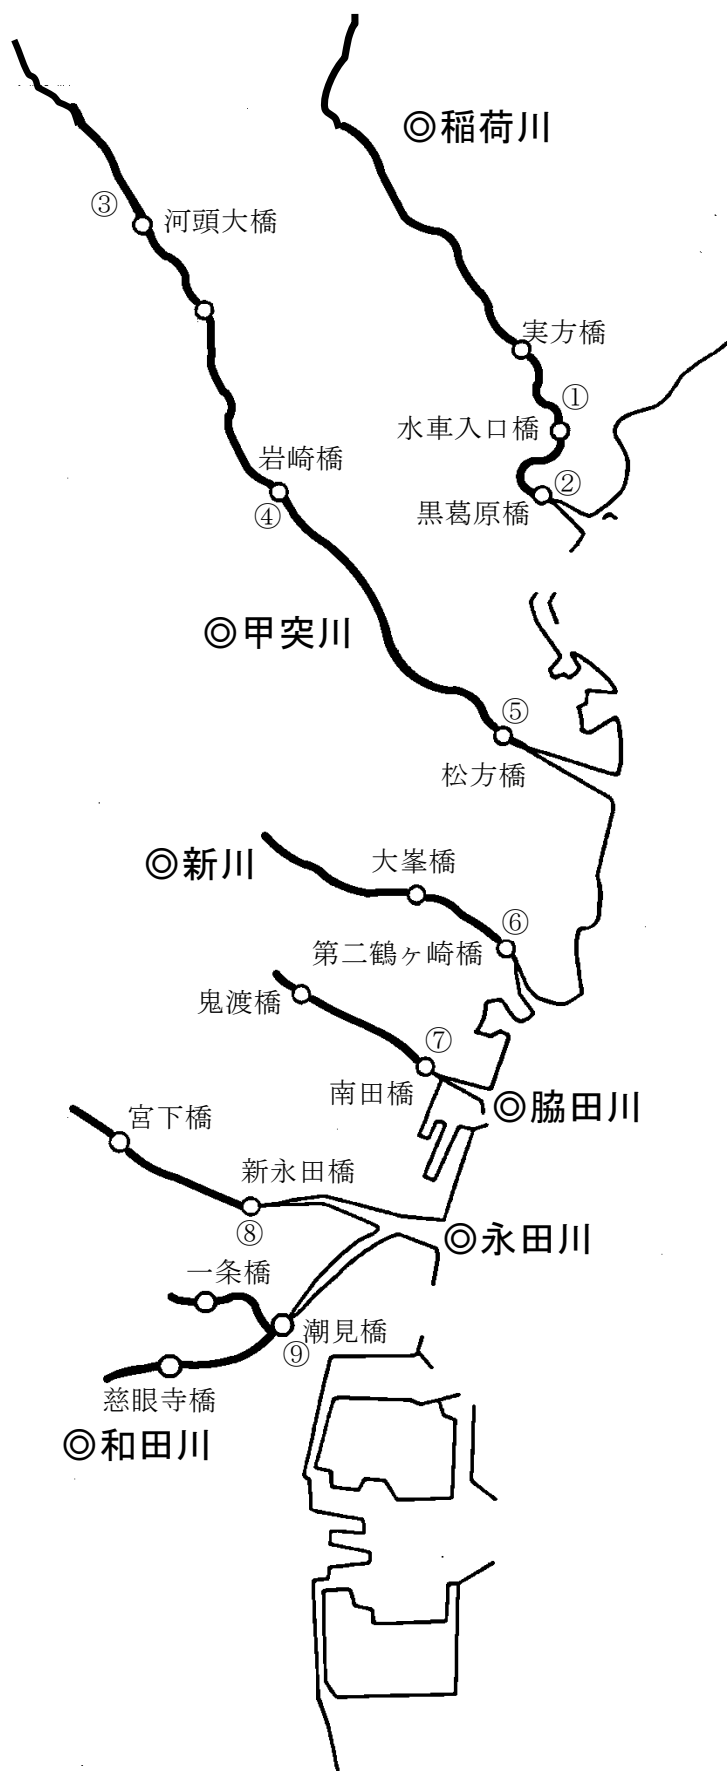 ◎稲荷川
③
河頭大橋
実方橋
①
水車入口橋
岩崎橋
②
黒葛原橋
④
◎甲突川
⑤
松方橋
◎新川
大峯橋
⑥
第二鶴ヶ崎橋
鬼渡橋
⑦
南田橋
◎脇田川
宮下橋
新永田橋
⑧
◎永田川
一条橋
潮見橋
⑨
慈眼寺橋
◎和田川